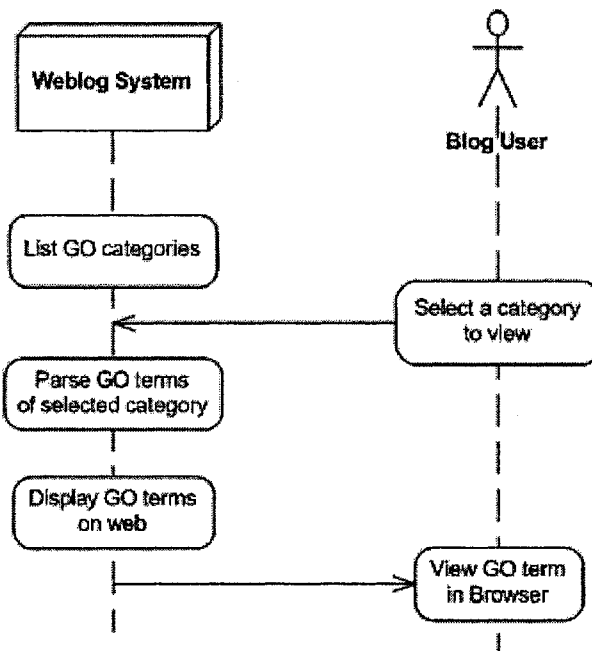 Weblog System
Blog User
List GO categories
Select a category
to view
Parse GO terms
of selected category
Display GO terms
on web
View GO term
in Browser